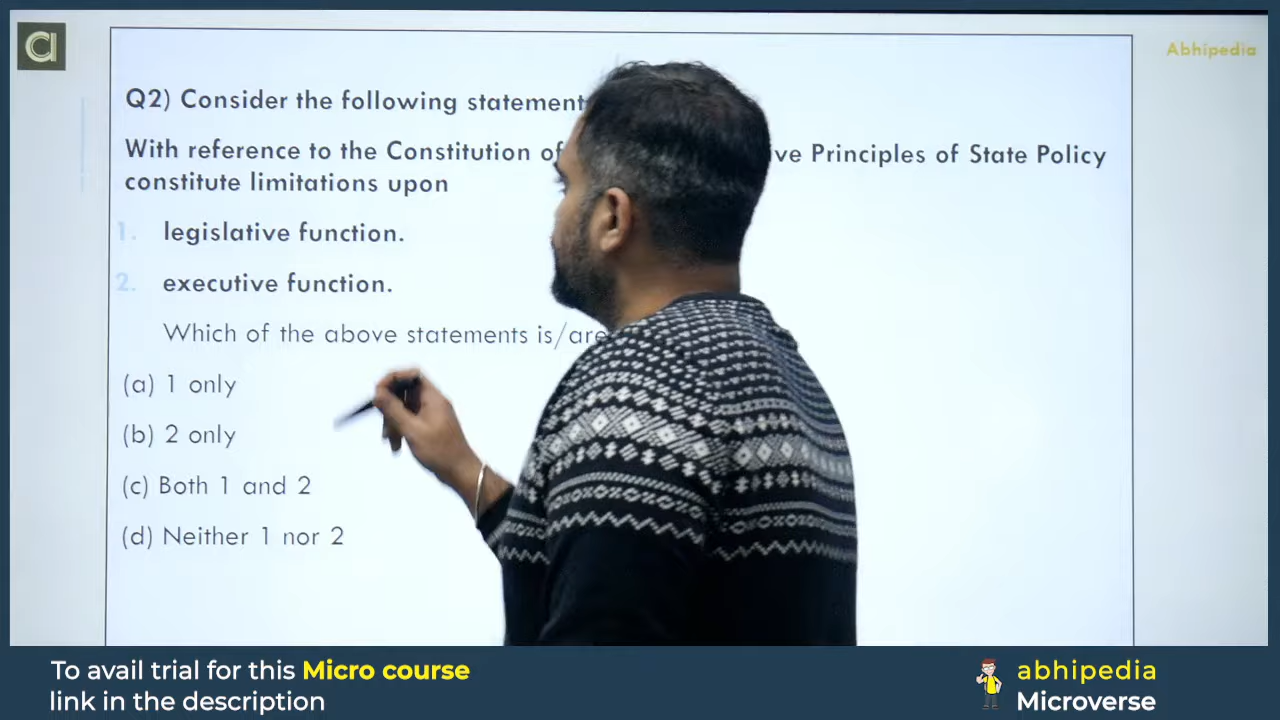 Abhipedia
Q2) Consider the following statement
With reference to the Constitution of Principles of State Policy
constitute limitations upon
1. legislative function.
2. executive function.
Which of the above statements is/are
(a) 1 only
(b) 2 only
(c) Both 1 and 2
(d) Neither 1 nor 2
To avail trial for this Micro course
link in the description
abhipedia
Microverse